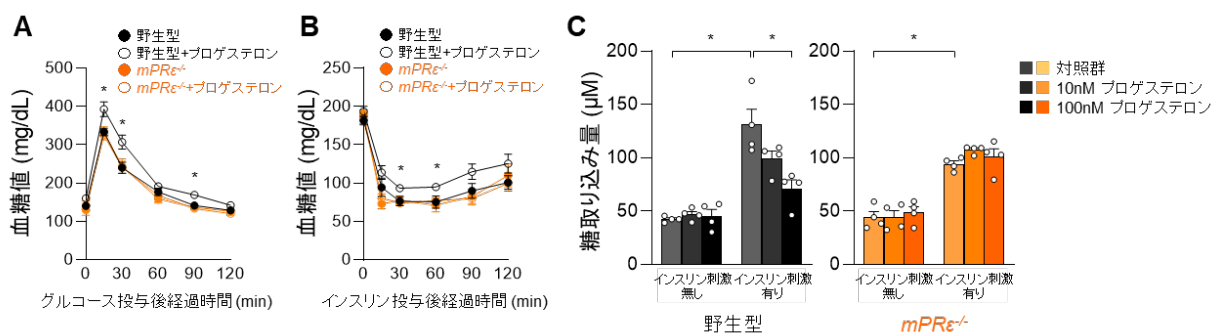 A
野生型
野生型+プロゲステロン
mPRε-/-
mPRε-/-+プロゲステロン
血糖値 (mg/dL)
500
400
300
200
100
0
*
*
*
0 30 60 90 120
グルコース投与後経過時間 (min)
B
野生型
野生型+プロゲステロン
mPRε-/-
mPRε-/-+プロゲステロン
血糖値 (mg/dL)
250
200
150
100
50
0
*
*
0 30 60 90 120
インスリン投与後経過時間 (min)
C
糖取り込み量 (μM)
200
150
100
50
0
*
*
インスリン刺激 インスリン刺激
無し 有り
野生型
200
150
100
50
0
*
インスリン刺激 インスリン刺激
無し 有り
mPRε-/-
対照群
10nM プロゲステロン
100nM プロゲステロン